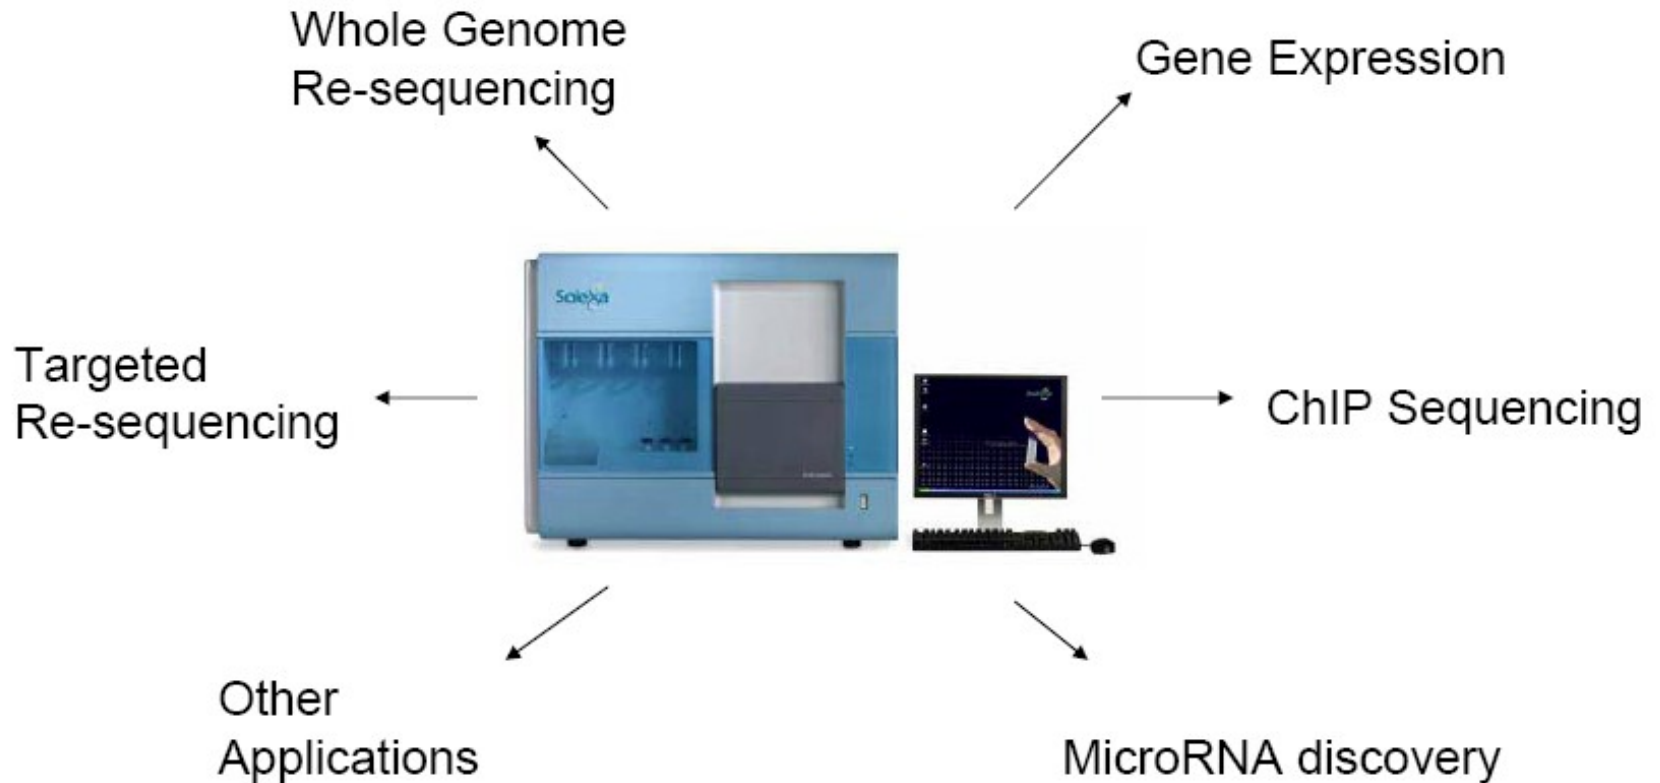 Whole Genome
Re-sequencing
Gene Expression
Solexa
Targeted
Re-sequencing
ChIP Sequencing
Other
Applications
MicroRNA discovery